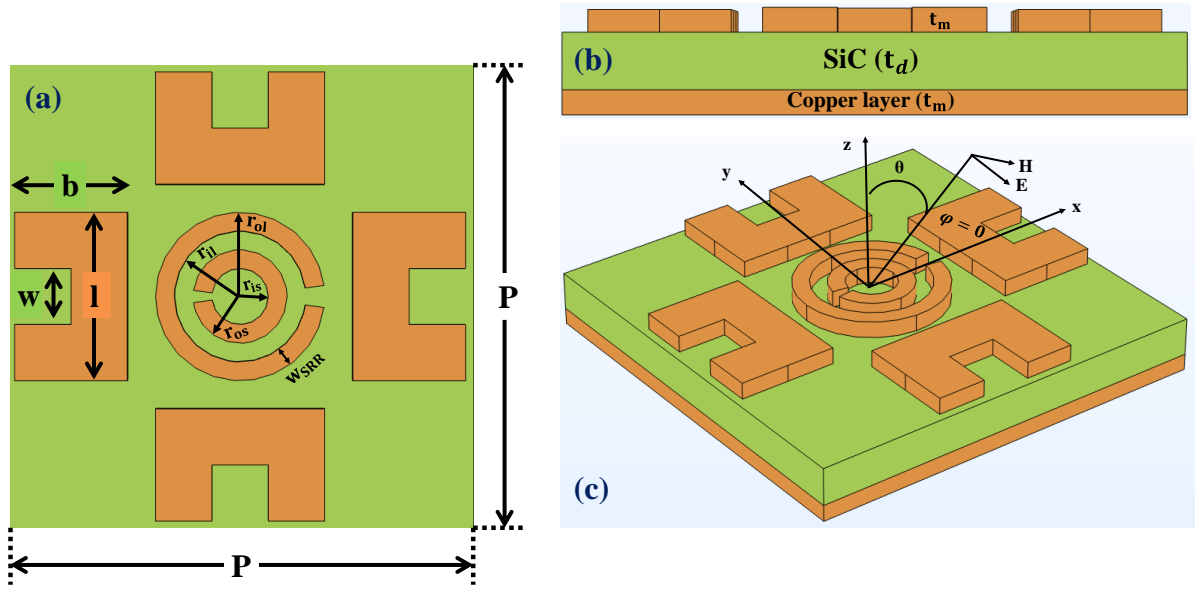 (a)
b
w
l
r_ol
r_il
r_is
r_os
W_SRR
P
P
t_m
(b)
SiC (t_d)
Copper layer (t_m)
z
y
θ
H
E
x
φ = 0
(c)